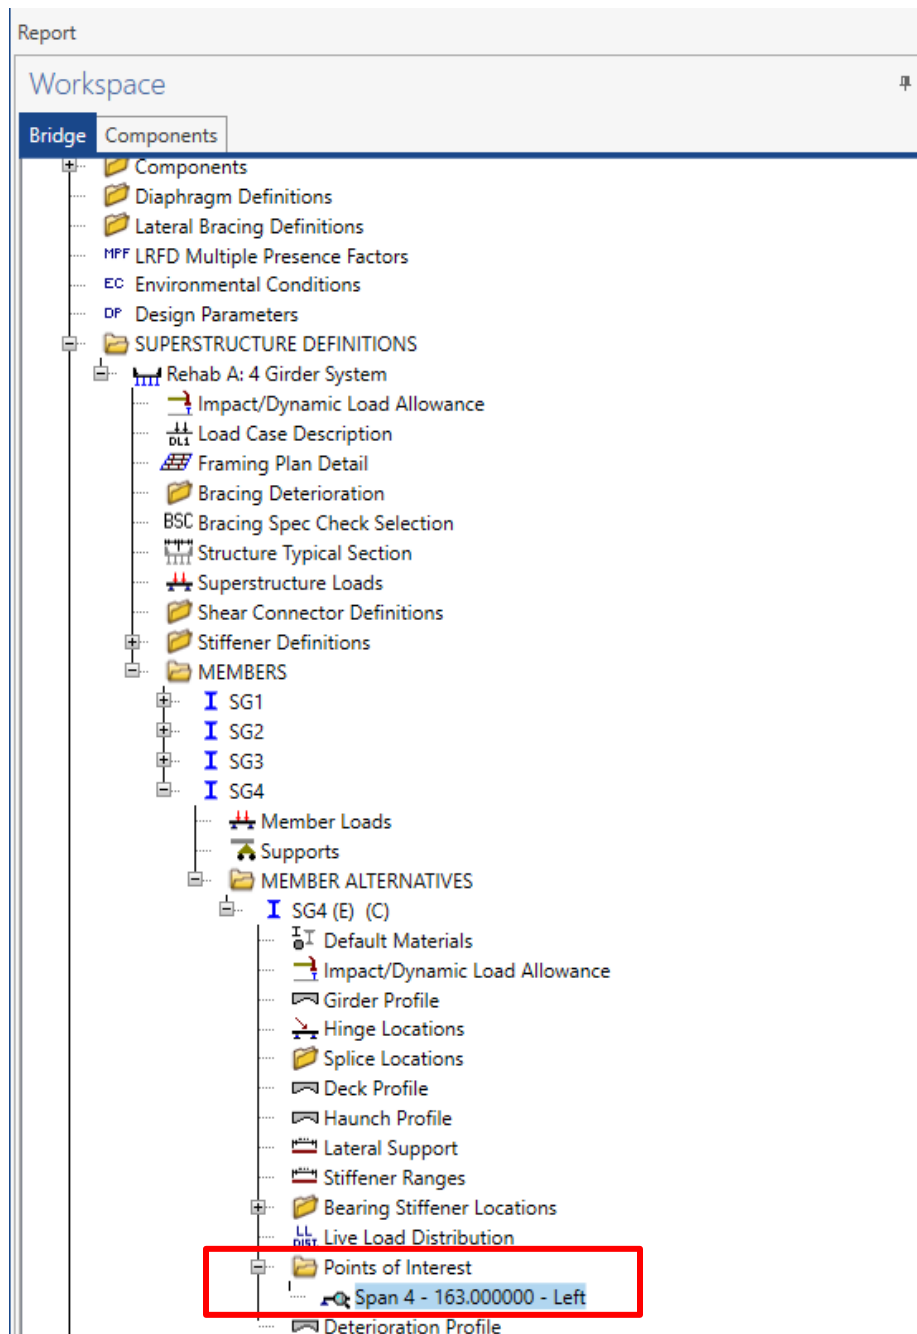 Report
Workspace
Bridge Components
Components
Diaphragm Definitions
Lateral Bracing Definitions
MPF LRFD Multiple Presence Factors
EC Environmental Conditions
DP Design Parameters
SUPERSTRUCTURE DEFINITIONS
Rehab A: 4 Girder System
Impact/Dynamic Load Allowance
DL1 Load Case Description
Framing Plan Detail
Bracing Deterioration
BSC Bracing Spec Check Selection
Structure Typical Section
Superstructure Loads
Shear Connector Definitions
Stiffener Definitions
MEMBERS
SG1
SG2
SG3
SG4
Member Loads
Supports
MEMBER ALTERNATIVES
SG4 (E) (C)
Default Materials
Impact/Dynamic Load Allowance
Girder Profile
Hinge Locations
Splice Locations
Deck Profile
Haunch Profile
Lateral Support
Stiffener Ranges
Bearing Stiffener Locations
LL DIST Live Load Distribution
Points of Interest
Span 4 - 163.000000 - Left
Deterioration Profile